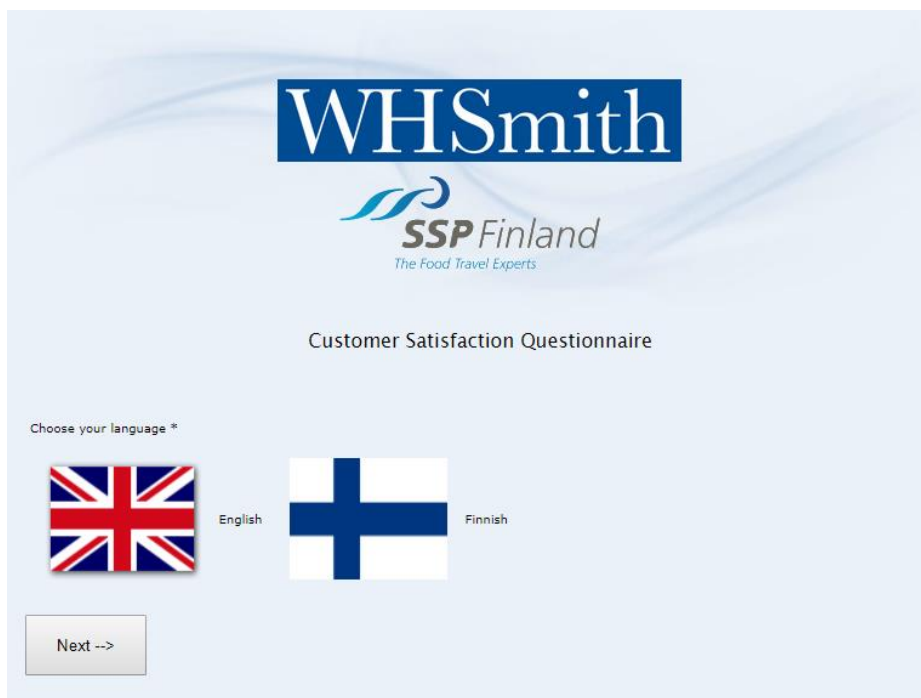 WHSmith
SSP Finland
The Food Travel Experts
Customer Satisfaction Questionnaire
Choose your language *
English
Finnish
Next -->